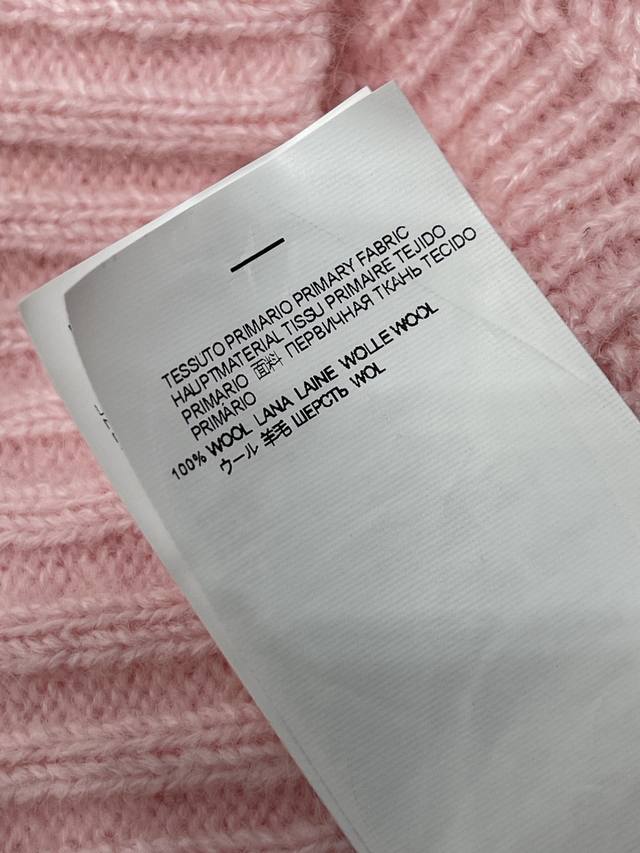 TESSUTO PRIMARIO PRIMARY FABRIC
HAUPTMATERIAL TISSU PRIMAIRE TEJIDO
PRIMARIO 面料 ПЕРВИЧНАЯ ТКАНЬ TECIDO
PRIMÁRIO
100% WOOL LANA LAINE WOLLE WOOL
ウール 羊毛 ШЕРСТЬ WOL